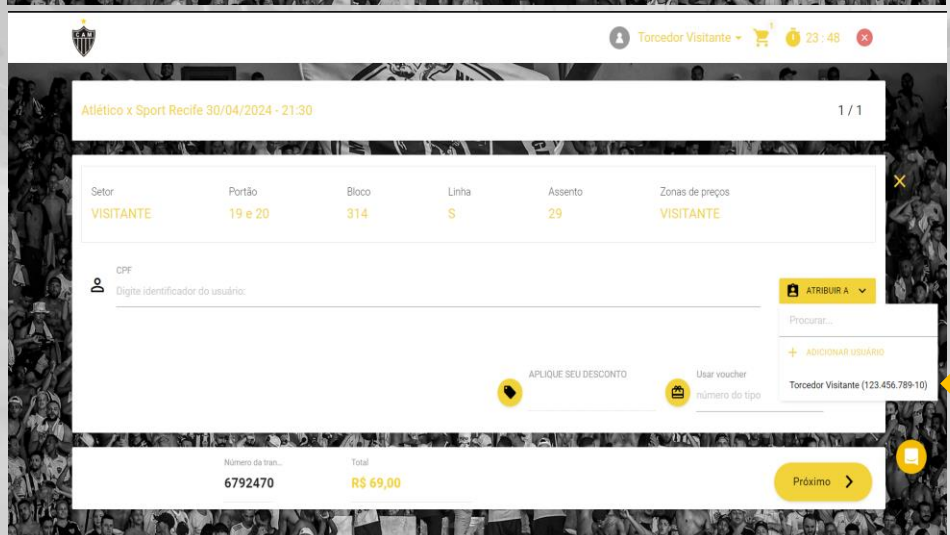 CAM
Torcedor Visitante
1
23 : 48
Atlético x Sport Recife 30/04/2024 - 21:30
1 / 1
Setor Portão Bloco Linha Assento Zonas de preços
VISITANTE 19 e 20 314 S 29 VISITANTE
CPF
Digite identificador do usuário:
ATRIBUIR A
Procurar...
+ ADICIONAR USUÁRIO
Torcedor Visitante (123.456.789-10)
APLIQUE SEU DESCONTO
Usar voucher
número do tipo
Número da tran... Total
6792470 R$ 69,00
Próximo